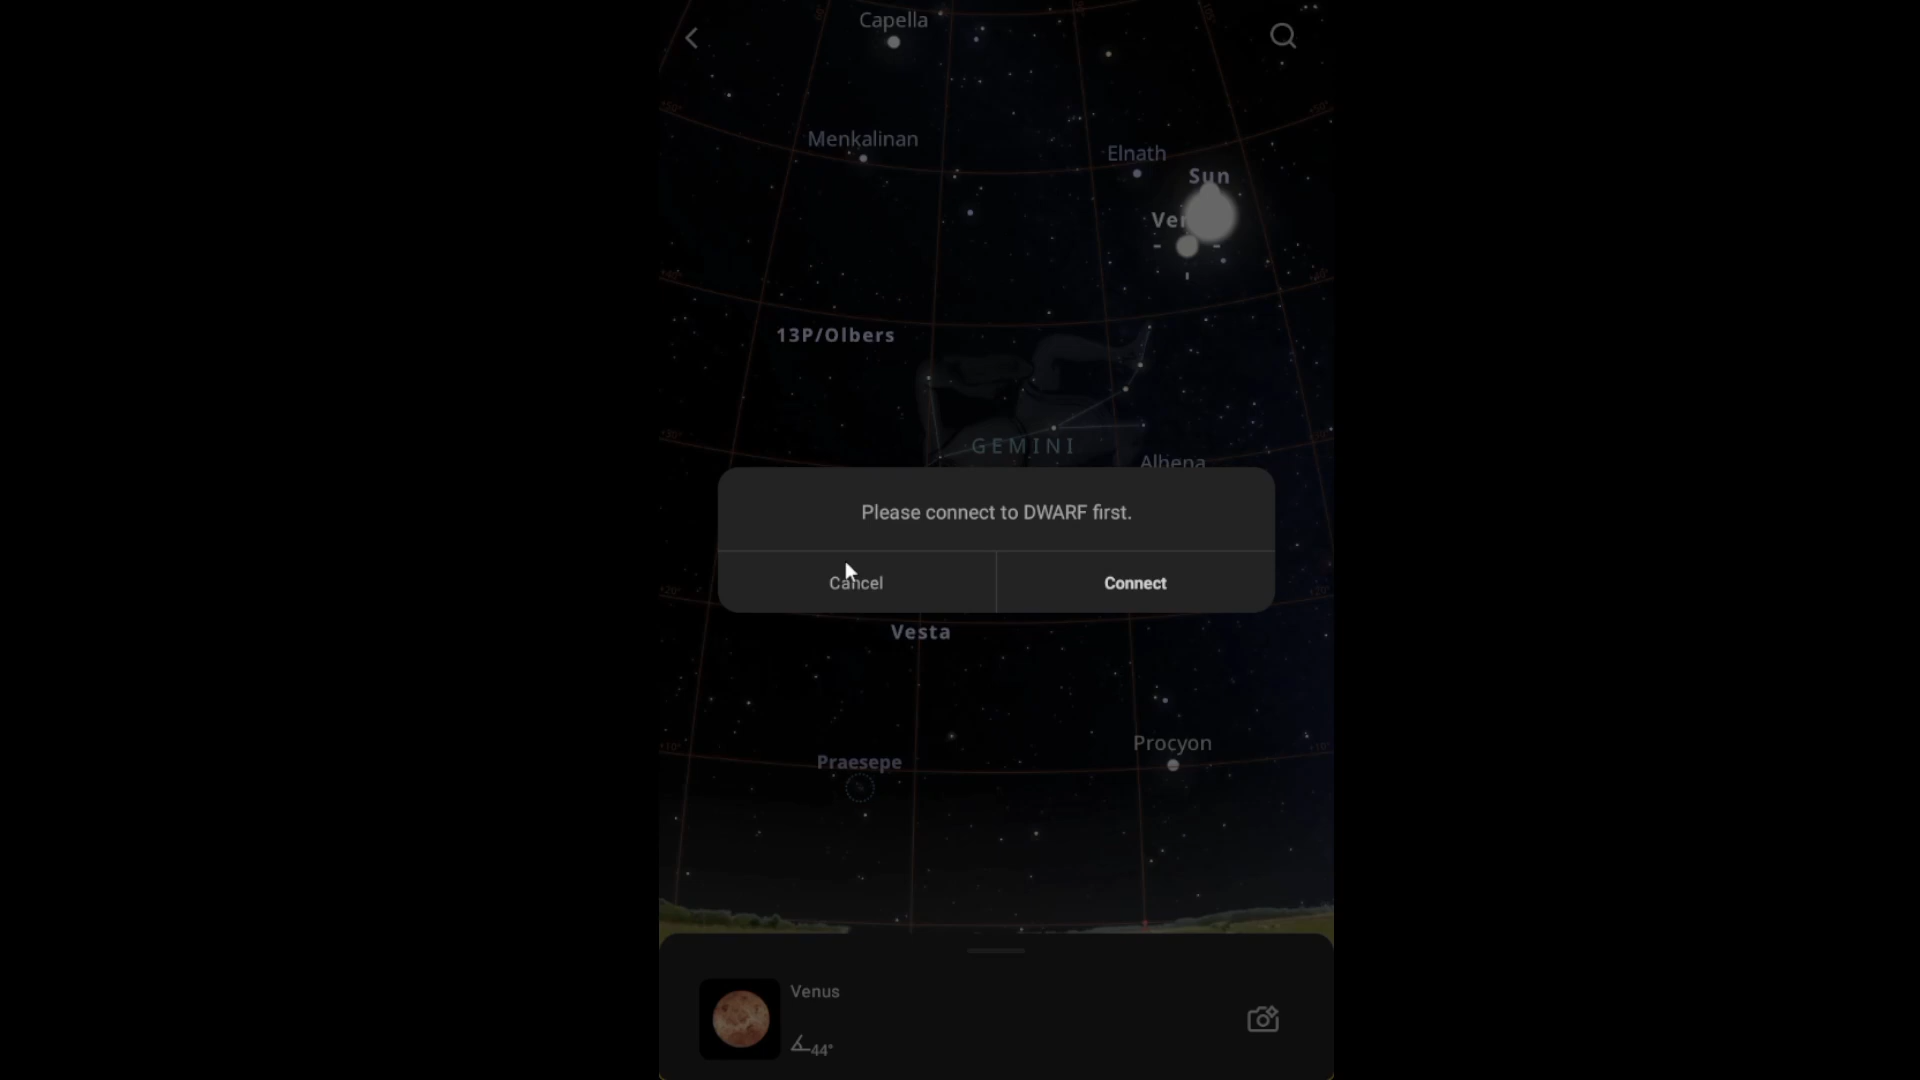 Capella
Menkalinan
Elnath
Sun
Ven
13P/Olbers
GEMINI
Alhena
Please connect to DWARF first.
Cancel
Connect
Vesta
Procyon
Praesepe
Venus
44°